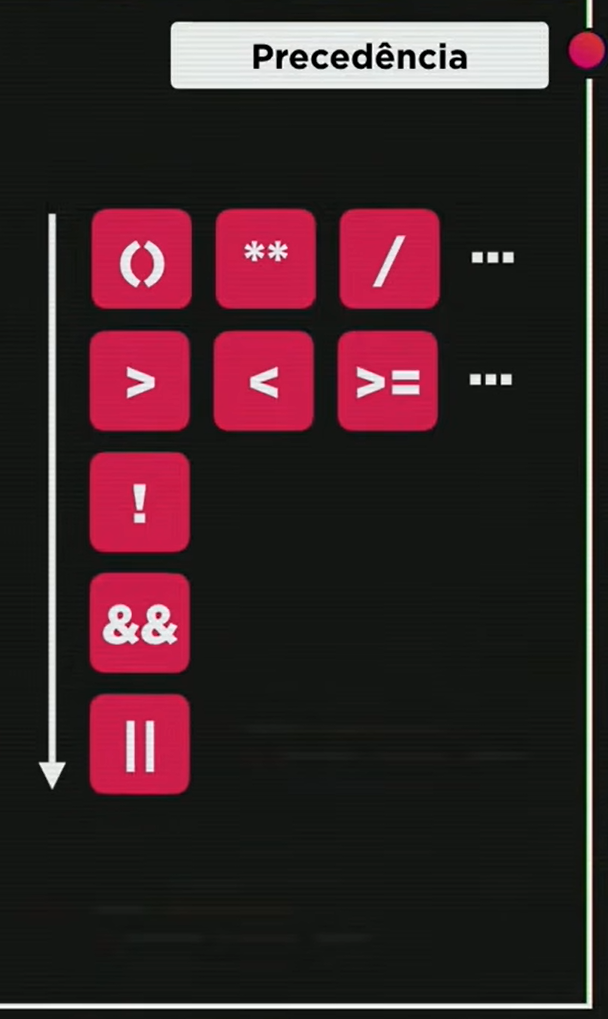 Precedência
() ** / ...
> < >= ...
!
&&
||